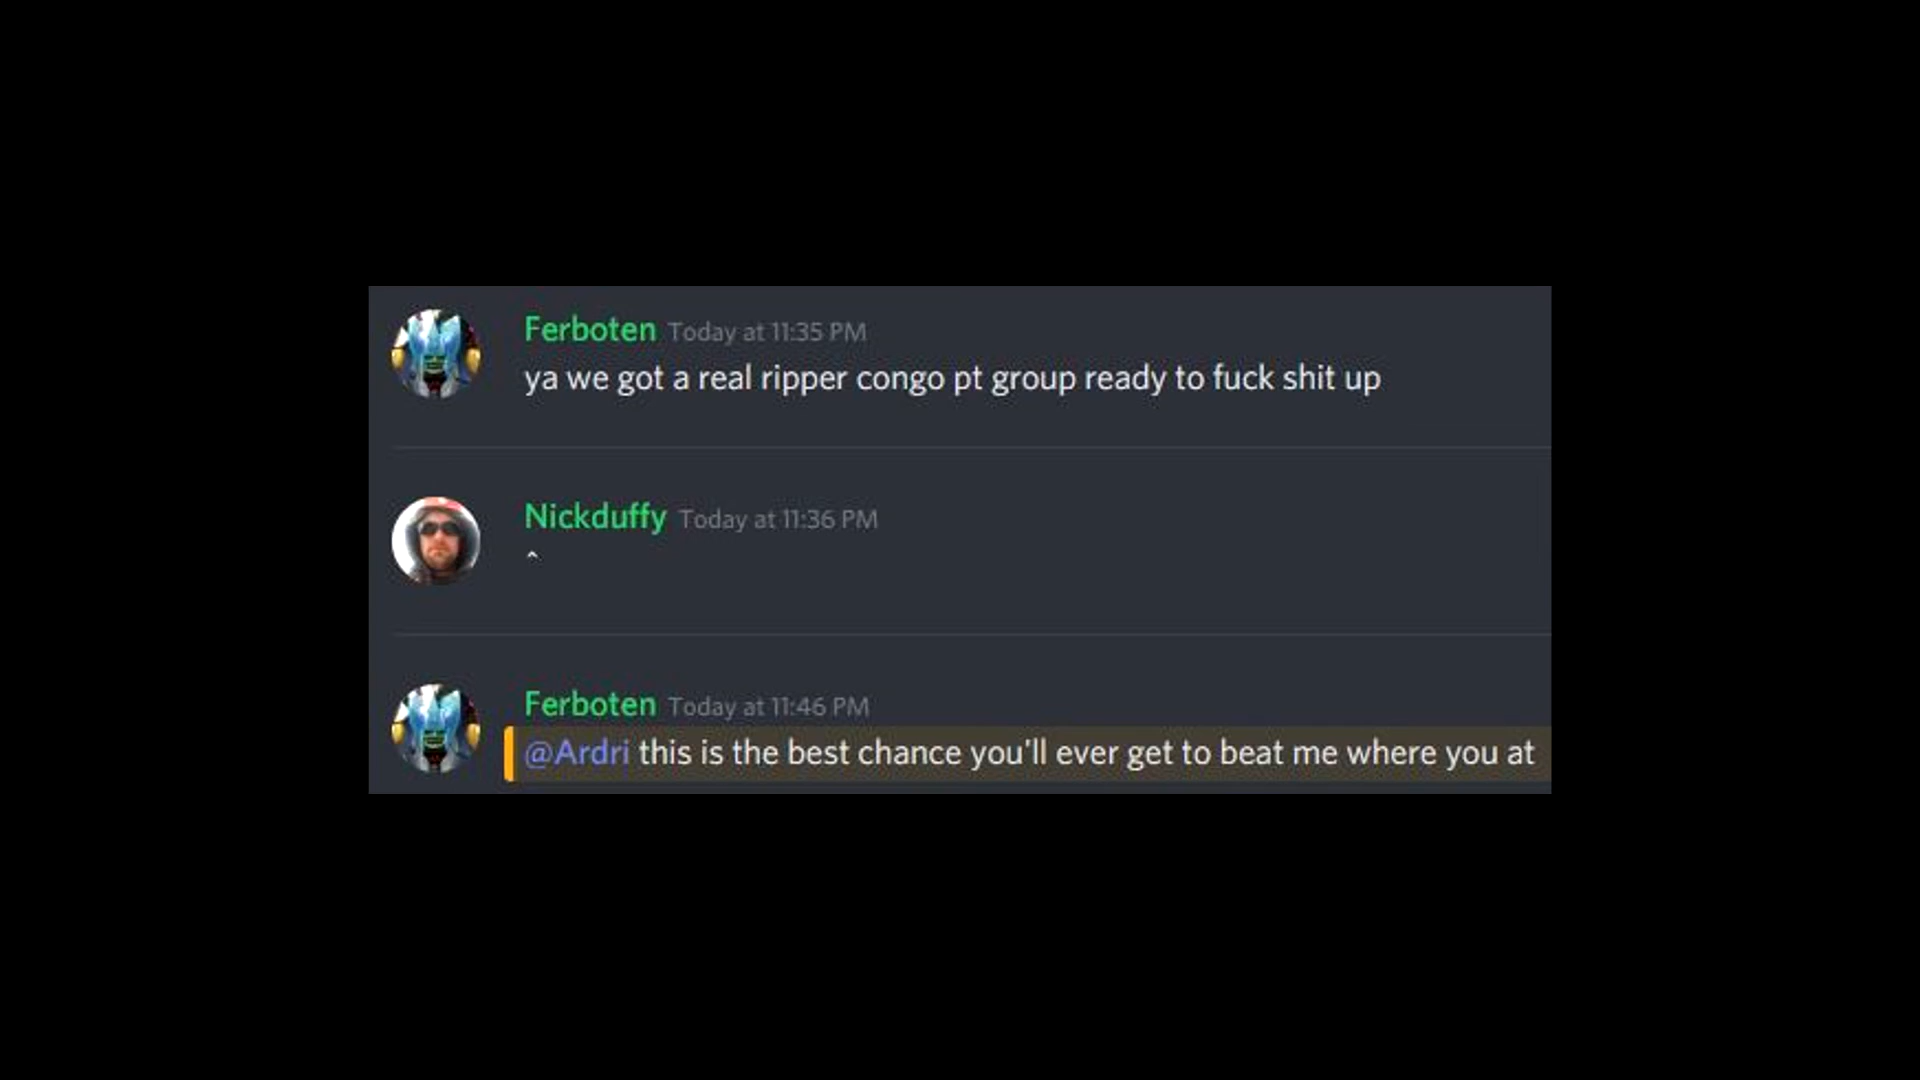 Ferboten Today at 11:35 PM
ya we got a real ripper congo pt group ready to fuck shit up
Nickduffy Today at 11:36 PM
^
Ferboten Today at 11:46 PM
@Ardri this is the best chance you'll ever get to beat me where you at